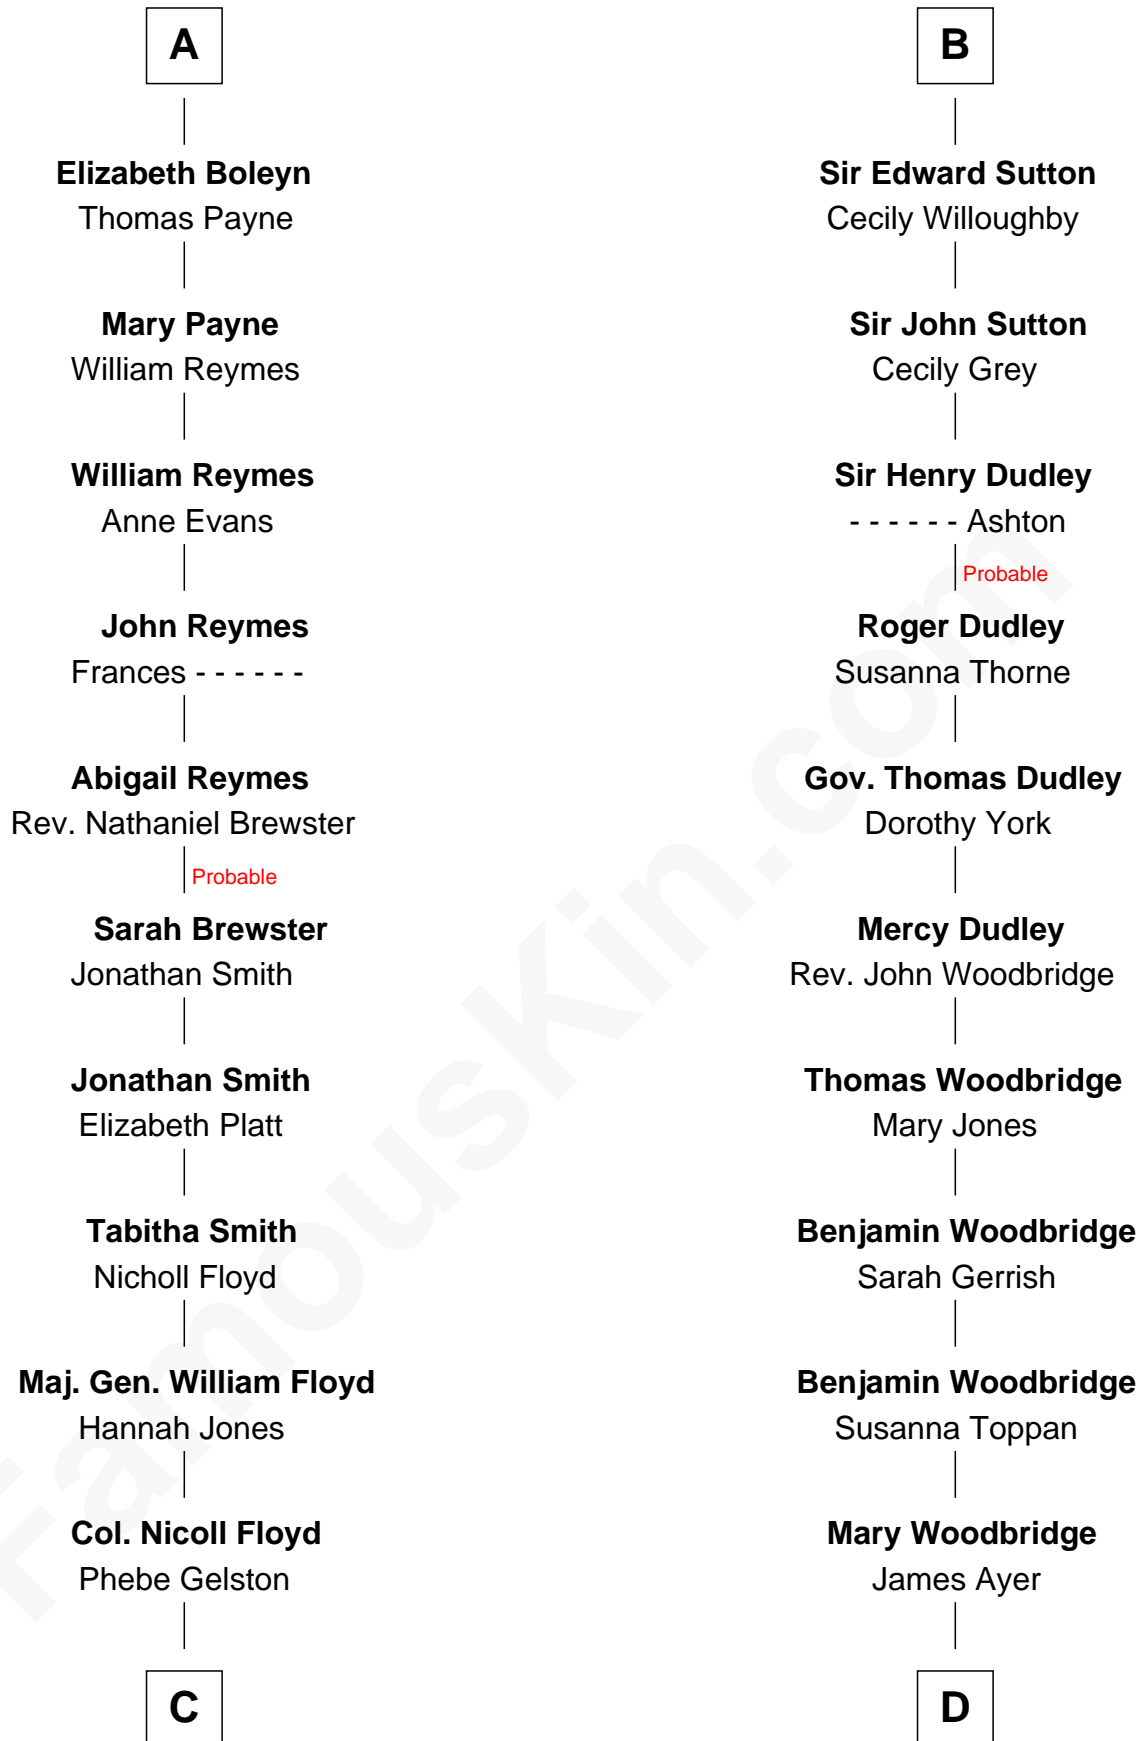 A
Elizabeth Boleyn
Thomas Payne
Mary Payne
William Reymes
William Reymes
Anne Evans
John Reymes
Frances - - - - - -
Abigail Reymes
Rev. Nathaniel Brewster
Probable
Sarah Brewster
Jonathan Smith
Jonathan Smith
Elizabeth Platt
Tabitha Smith
Nicholl Floyd
Maj. Gen. William Floyd
Hannah Jones
Col. Nicoll Floyd
Phebe Gelston
C
B
Sir Edward Sutton
Cecily Willoughby
Sir John Sutton
Cecily Grey
Sir Henry Dudley
- - - - - - Ashton
Probable
Roger Dudley
Susanna Thorne
Gov. Thomas Dudley
Dorothy York
Mercy Dudley
Rev. John Woodbridge
Thomas Woodbridge
Mary Jones
Benjamin Woodbridge
Sarah Gerrish
Benjamin Woodbridge
Susanna Toppan
Mary Woodbridge
James Ayer
D
FamousKin.com